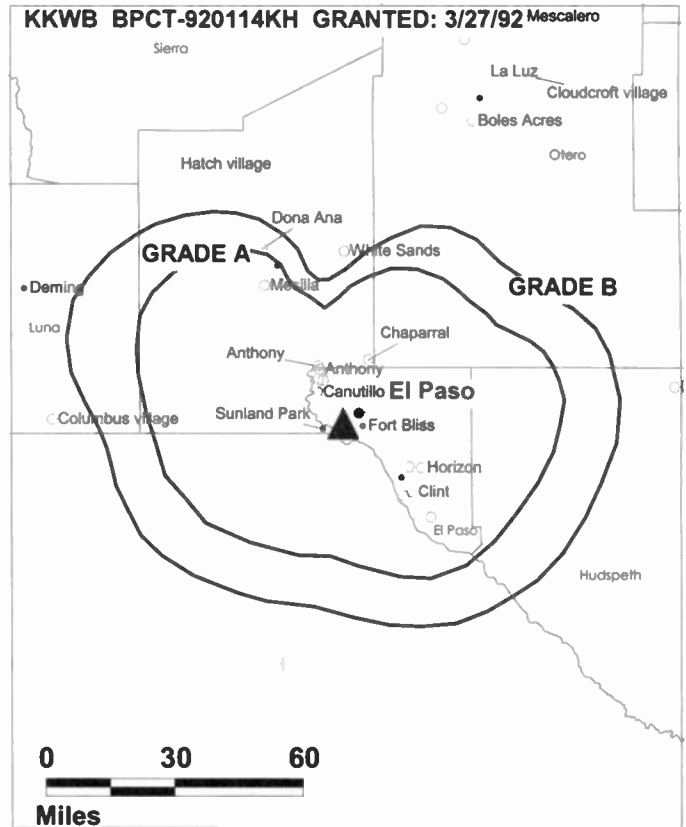 KKWB BPCT-920114KH GRANTED: 3/27/92 Mescalero
Sierra
La Luz
Cloudcroft village
Boles Acres
Otero
Hatch village
Dona Ana
GRADE A
White Sands
Mesilla
Deming
GRADE B
Luna
Chaparral
Anthony
Anthony
Canutillo El Paso
Columbus village
Sunland Park
Fort Bliss
Horizon
Clint
El Paso
Hudspeth
0 30 60
Miles